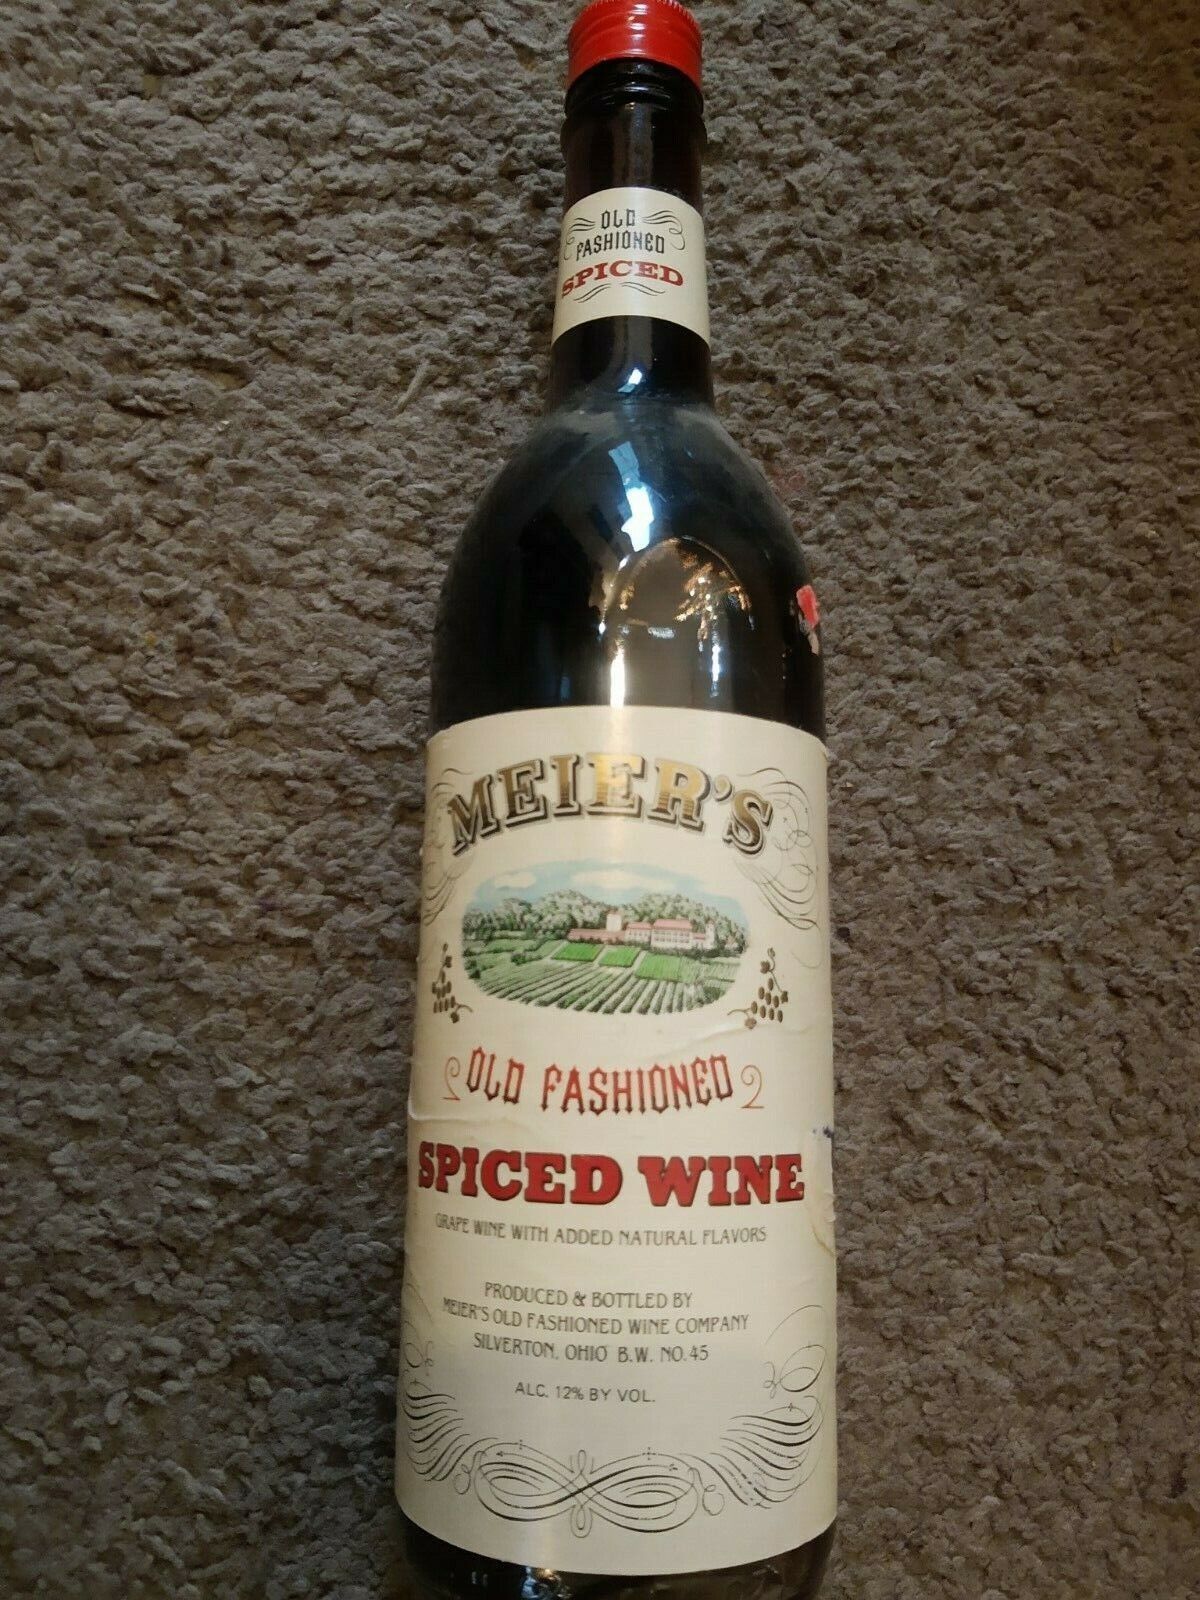 OLD
FASHIONED
SPICED
MEIER'S
OLD FASHIONED
SPICED WINE
GRAPE WINE WITH ADDED NATURAL FLAVORS
PRODUCED & BOTTLED BY
MEIER'S OLD FASHIONED WINE COMPANY
SILVERTON, OHIO B.W. NO. 45
ALC. 12% BY VOL.